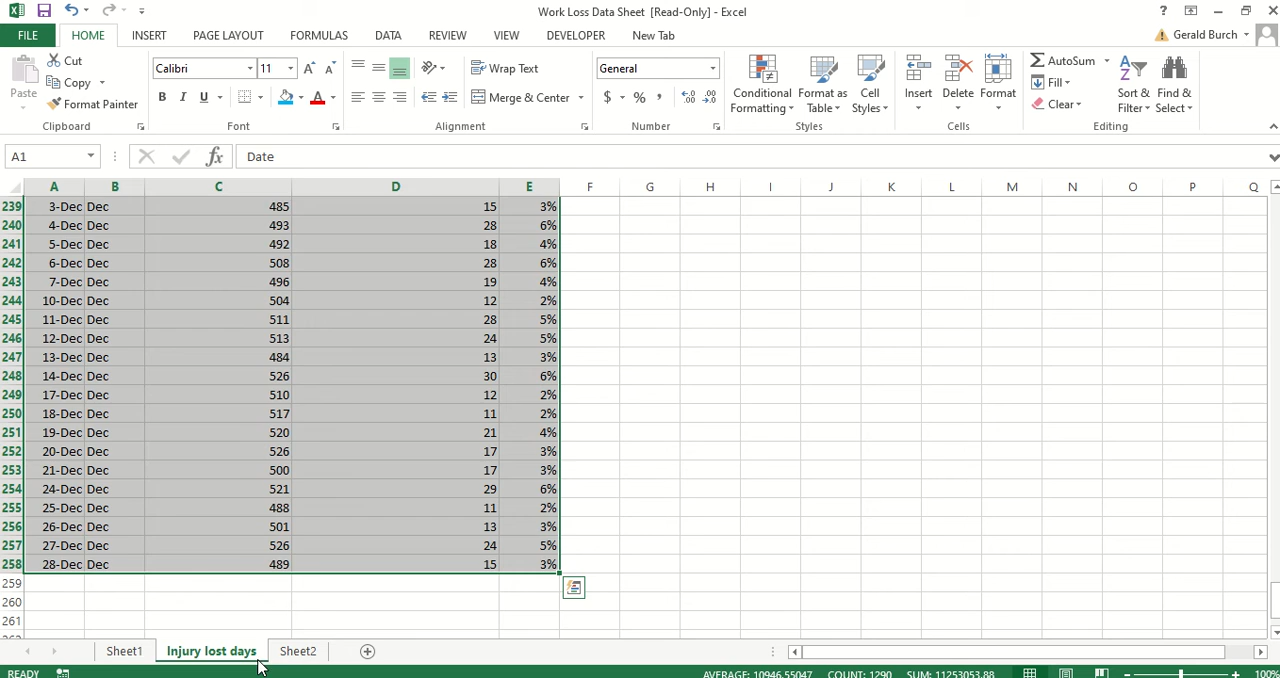 Work Loss Data Sheet [Read-Only] - Excel
FILE HOME INSERT PAGE LAYOUT FORMULAS DATA REVIEW VIEW DEVELOPER New Tab Gerald Burch
Paste Cut Calibri 11 Wrap Text General Conditional Formatting Format as Table Cell Styles Insert Delete Format AutoSum Sort & Filter Find & Select
Copy Fill
Format Painter B I U A Merge & Center $ % , Clear
Clipboard Font Alignment Number Styles Cells Editing
A1 fx Date
A B C D E F G H I J K L M N O P Q
239 3-Dec Dec 485 15 3%
240 4-Dec Dec 493 28 6%
241 5-Dec Dec 492 18 4%
242 6-Dec Dec 508 28 6%
243 7-Dec Dec 496 19 4%
244 10-Dec Dec 504 12 2%
245 11-Dec Dec 511 28 5%
246 12-Dec Dec 513 24 5%
247 13-Dec Dec 484 13 3%
248 14-Dec Dec 526 30 6%
249 17-Dec Dec 510 12 2%
250 18-Dec Dec 517 11 2%
251 19-Dec Dec 520 21 4%
252 20-Dec Dec 526 17 3%
253 21-Dec Dec 500 17 3%
254 24-Dec Dec 521 29 6%
255 25-Dec Dec 488 11 2%
256 26-Dec Dec 501 13 3%
257 27-Dec Dec 526 24 5%
258 28-Dec Dec 489 15 3%
259
260
261
Sheet1 Injury lost days Sheet2
READY AVERAGE: 10946.55047 COUNT: 1290 SUM: 11253053.88 100%